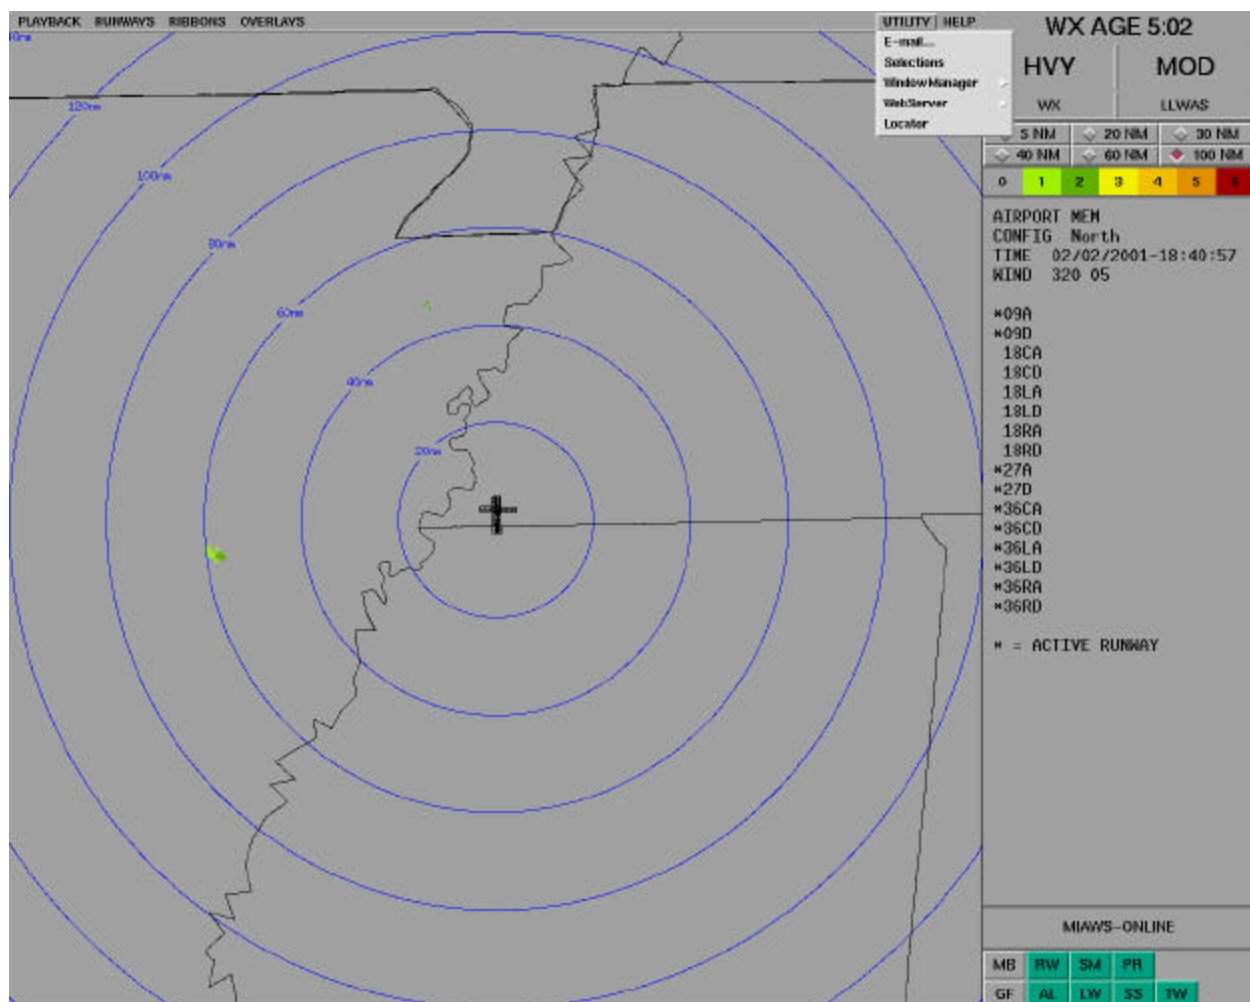 PLAYBACK RUNWAYS RIBBONS OVERLAYS UTILITY HELP
E-mail...
Selections
WindowManager
WebServer
Locator
WX AGE 5:02
HVY MOD
WX LLWAS
5 NM 20 NM 30 NM
40 NM 60 NM 100 NM
0 1 2 3 4 5 6
AIRPORT MEM
CONFIG North
TIME 02/02/2001-18:40:57
WIND 320 05
*09A
*09D
18CA
18CD
18LA
18LD
18RA
18RD
*27A
*27D
*36CA
*36CD
*36LA
*36LD
*36RA
*36RD
* = ACTIVE RUNWAY
MIAWS-ONLINE
MB RW SM PR
GF AL LW SS TW
120nm
100nm
80nm
60nm
40nm
20nm